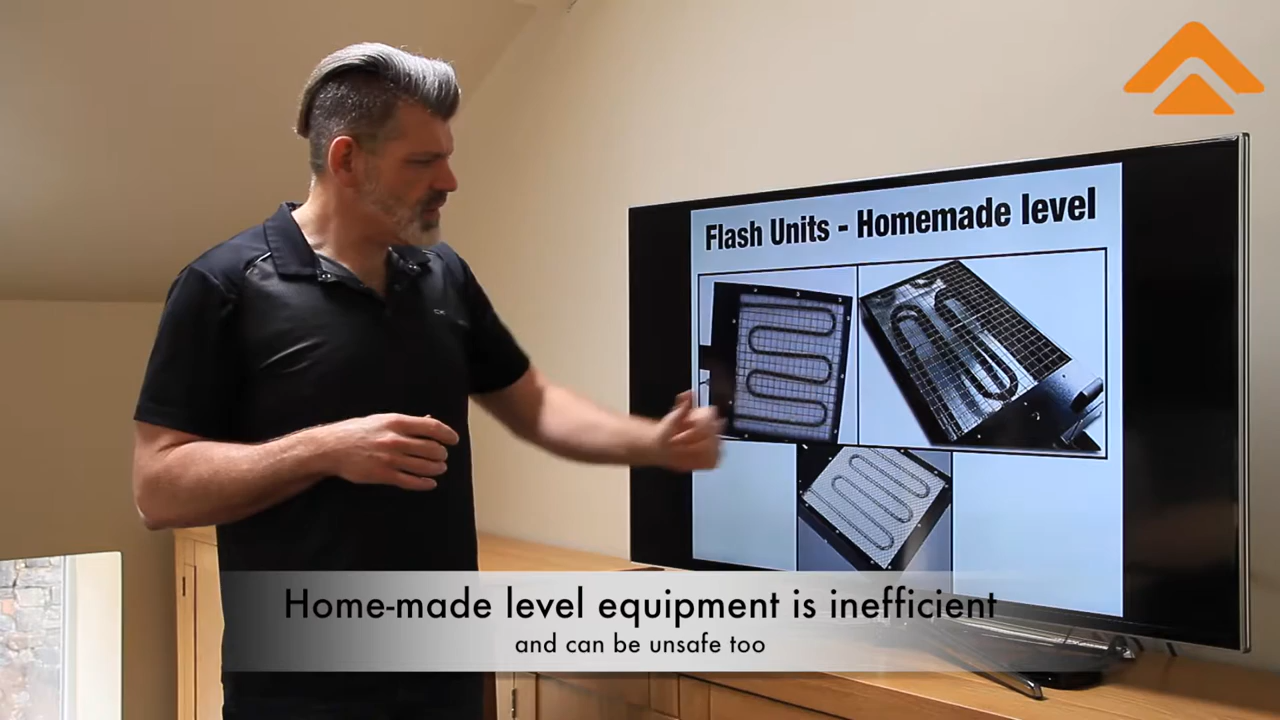 Flash Units - Homemade level
Home-made level equipment is inefficient
and can be unsafe too